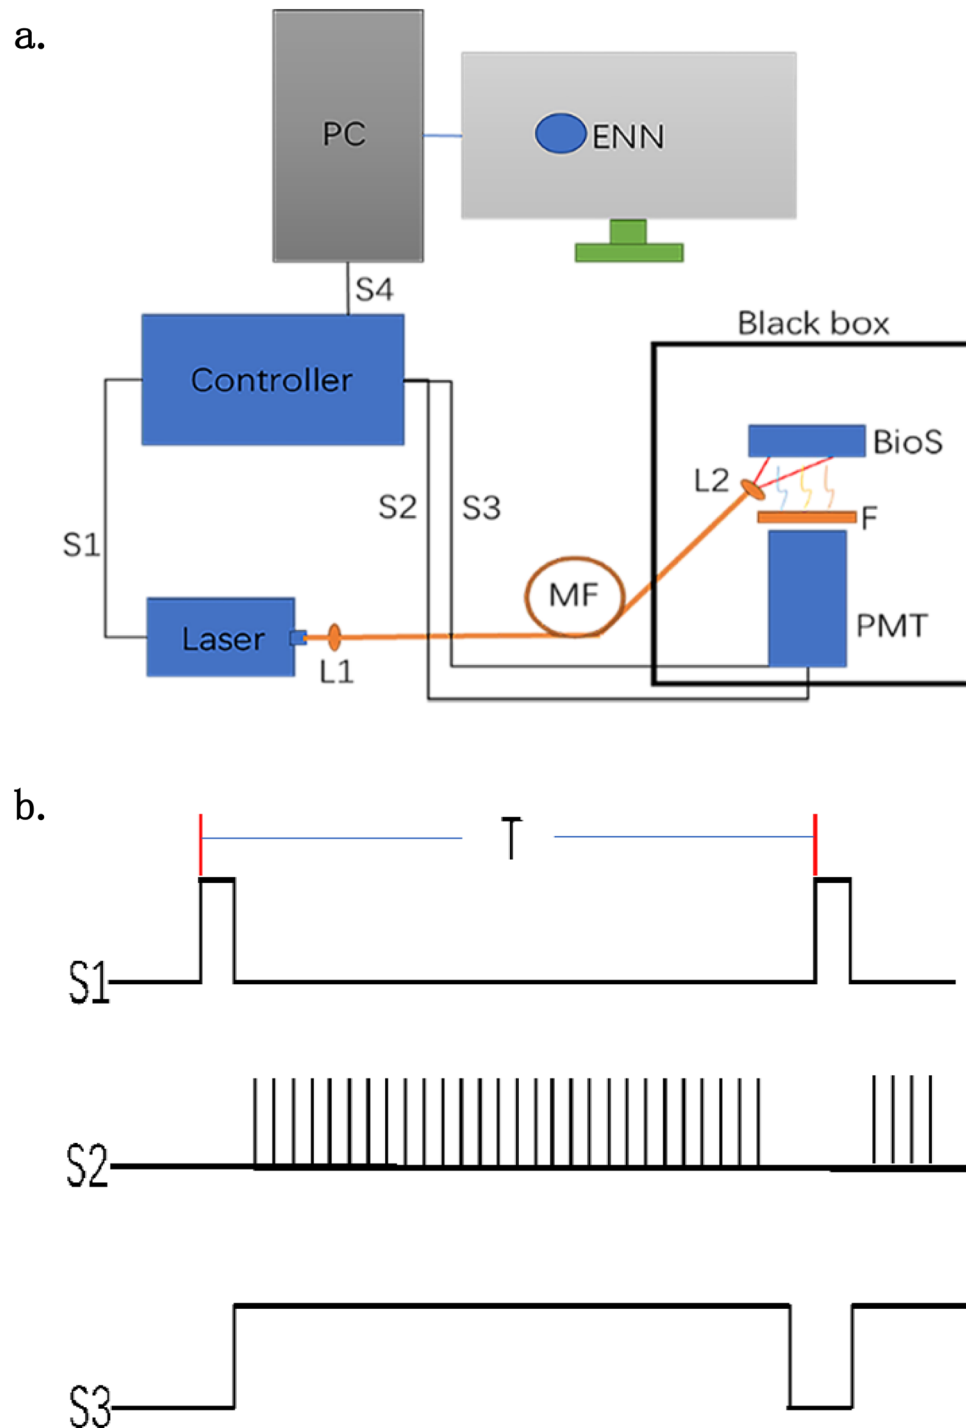 a.
PC
ENN
S4
Black box
Controller
BioS
L2
S2
S3
F
S1
MF
PMT
Laser
L1
b.
T
S1
S2
S3